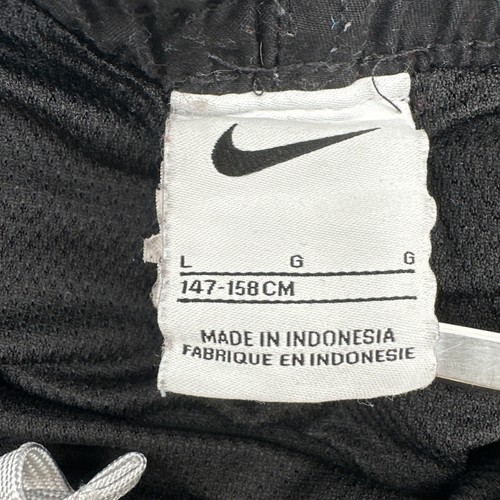 L G G
147-158CM
MADE IN INDONESIA
FABRIQUE EN INDONESIE